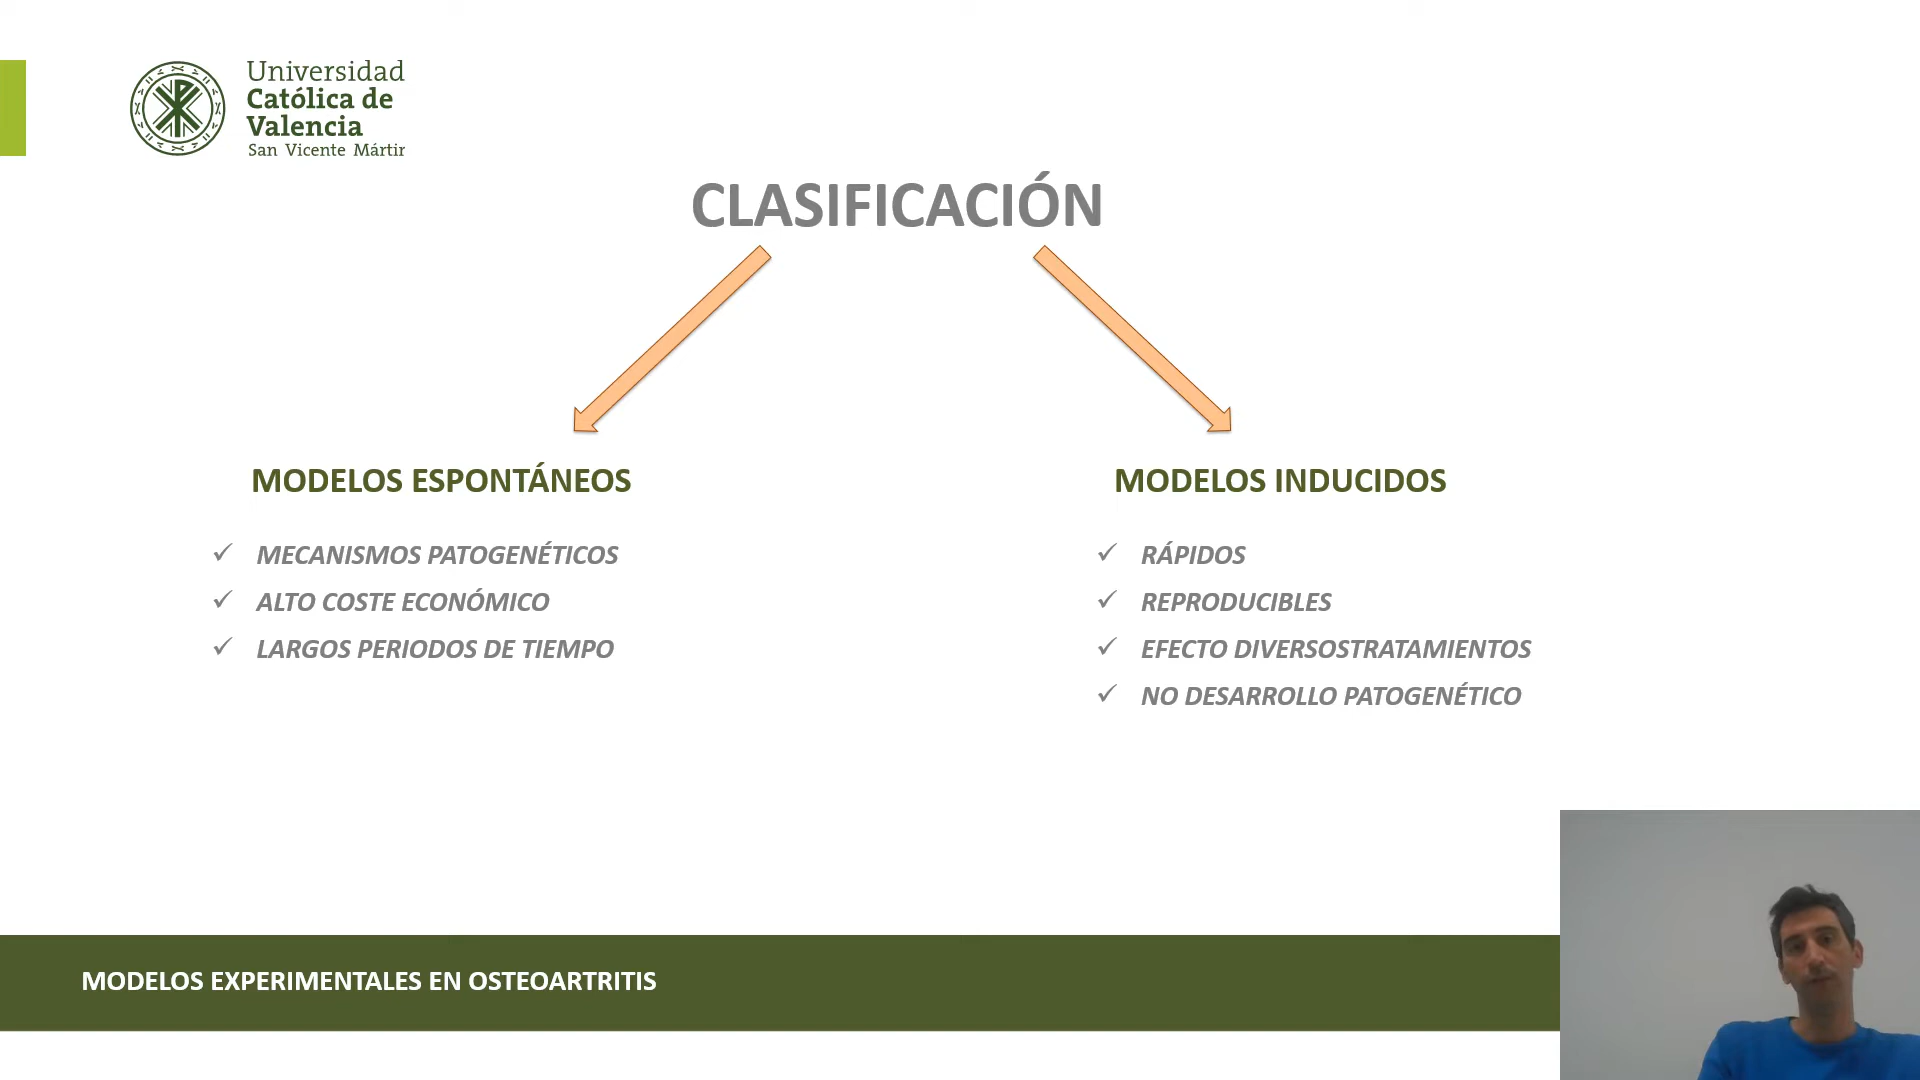 Universidad
Católica de
Valencia
San Vicente Mártir
CLASIFICACIÓN
MODELOS ESPONTÁNEOS
✓ MECANISMOS PATOGENÉTICOS
✓ ALTO COSTE ECONÓMICO
✓ LARGOS PERIODOS DE TIEMPO
MODELOS INDUCIDOS
✓ RÁPIDOS
✓ REPRODUCIBLES
✓ EFECTO DIVERSOSTRATAMIENTOS
✓ NO DESARROLLO PATOGENÉTICO
MODELOS EXPERIMENTALES EN OSTEOARTRITIS